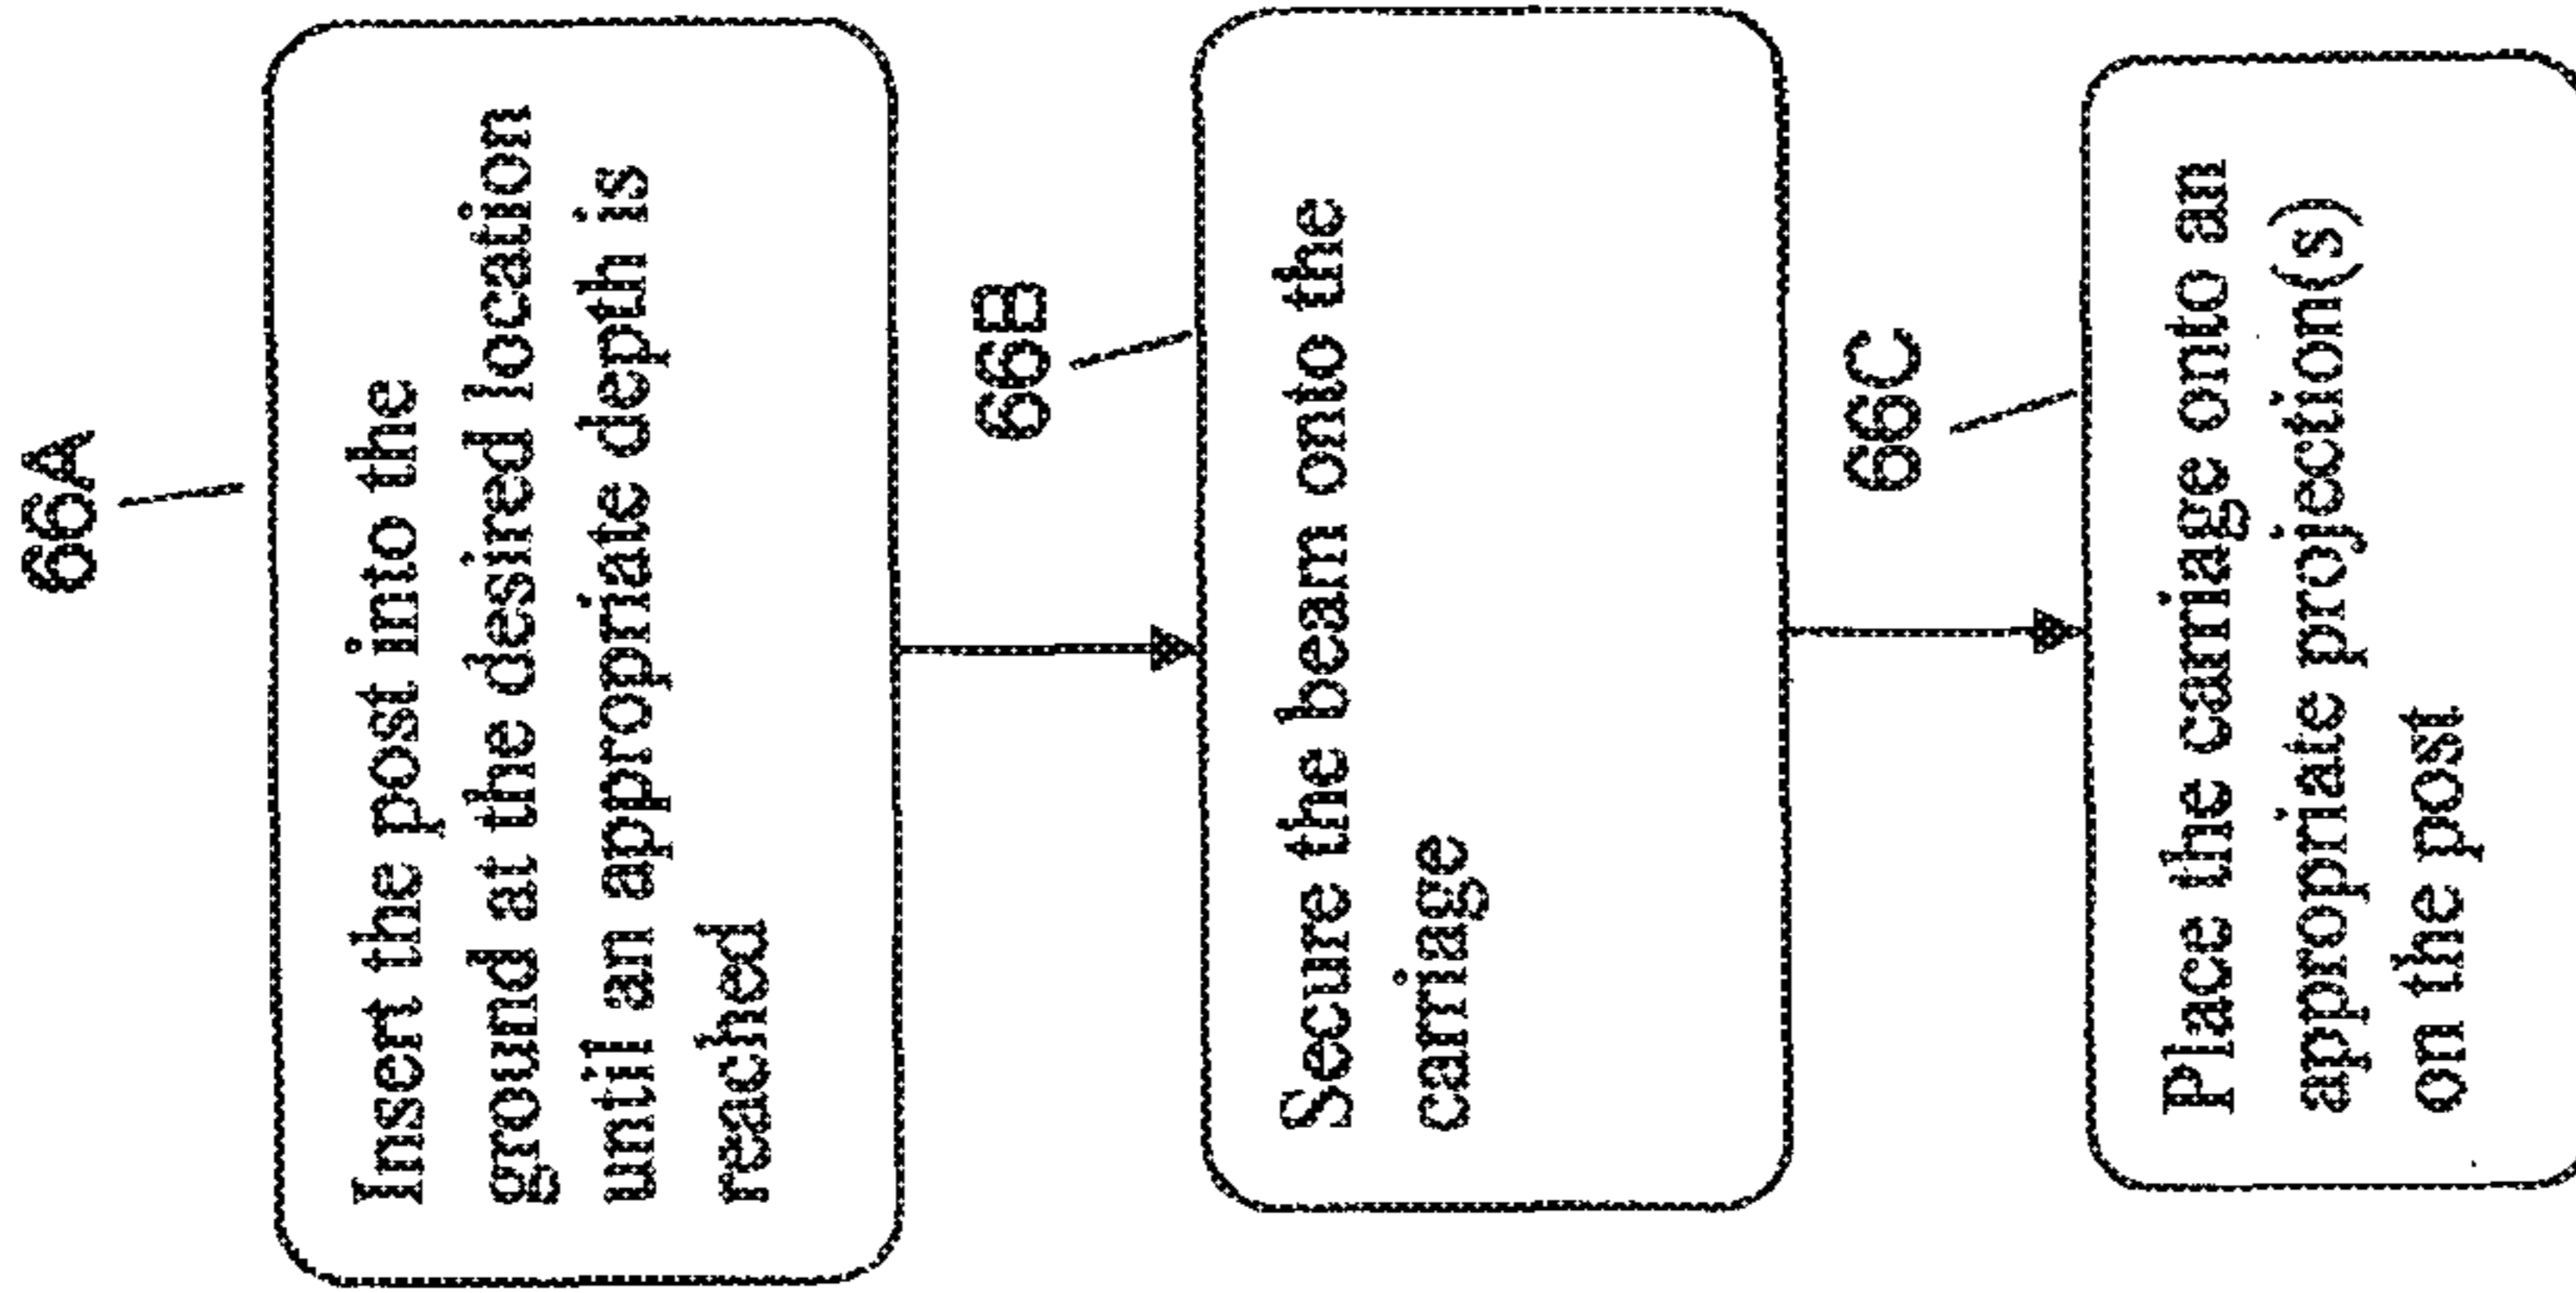 66A
Insert the post into the
ground at the desired location
until an appropriate depth is
reached
66B
Secure the beam onto the
carriage
66C
Place the carriage onto an
appropriate projection(s)
on the post